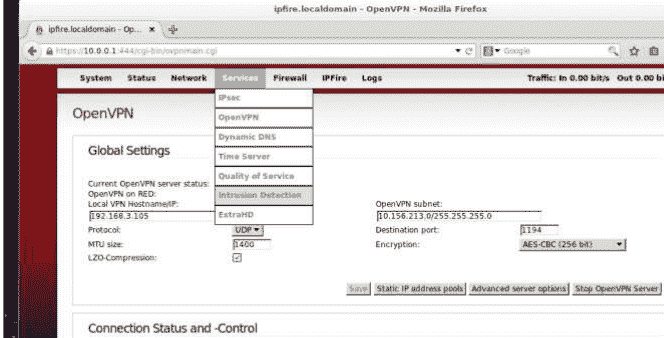 ipfire.localdomain - OpenVPN - Mozilla Firefox
ipfire.localdomain - Op...
https://10.0.0.1:444/cgi-bin/ovpnmain.cgi
Google
System Status Network Services Firewall IPFire Logs Traffic: In 0.00 bit/s Out 0.00 bi
IPsec
OpenVPN
Dynamic DNS
Time Server
Quality of Service
Intrusion Detection
ExtraHD
OpenVPN
Global Settings
Current OpenVPN server status:
OpenVPN on RED:
Local VPN Hostname/IP: OpenVPN subnet:
192.168.3.105 10.156.213.0/255.255.255.0
Protocol: UDP Destination port: 1194
MTU size: 1400 Encryption: AES-CBC (256 bit)
LZO-Compression:
Save Static IP address pools Advanced server options Stop OpenVPN Server
Connection Status and -Control